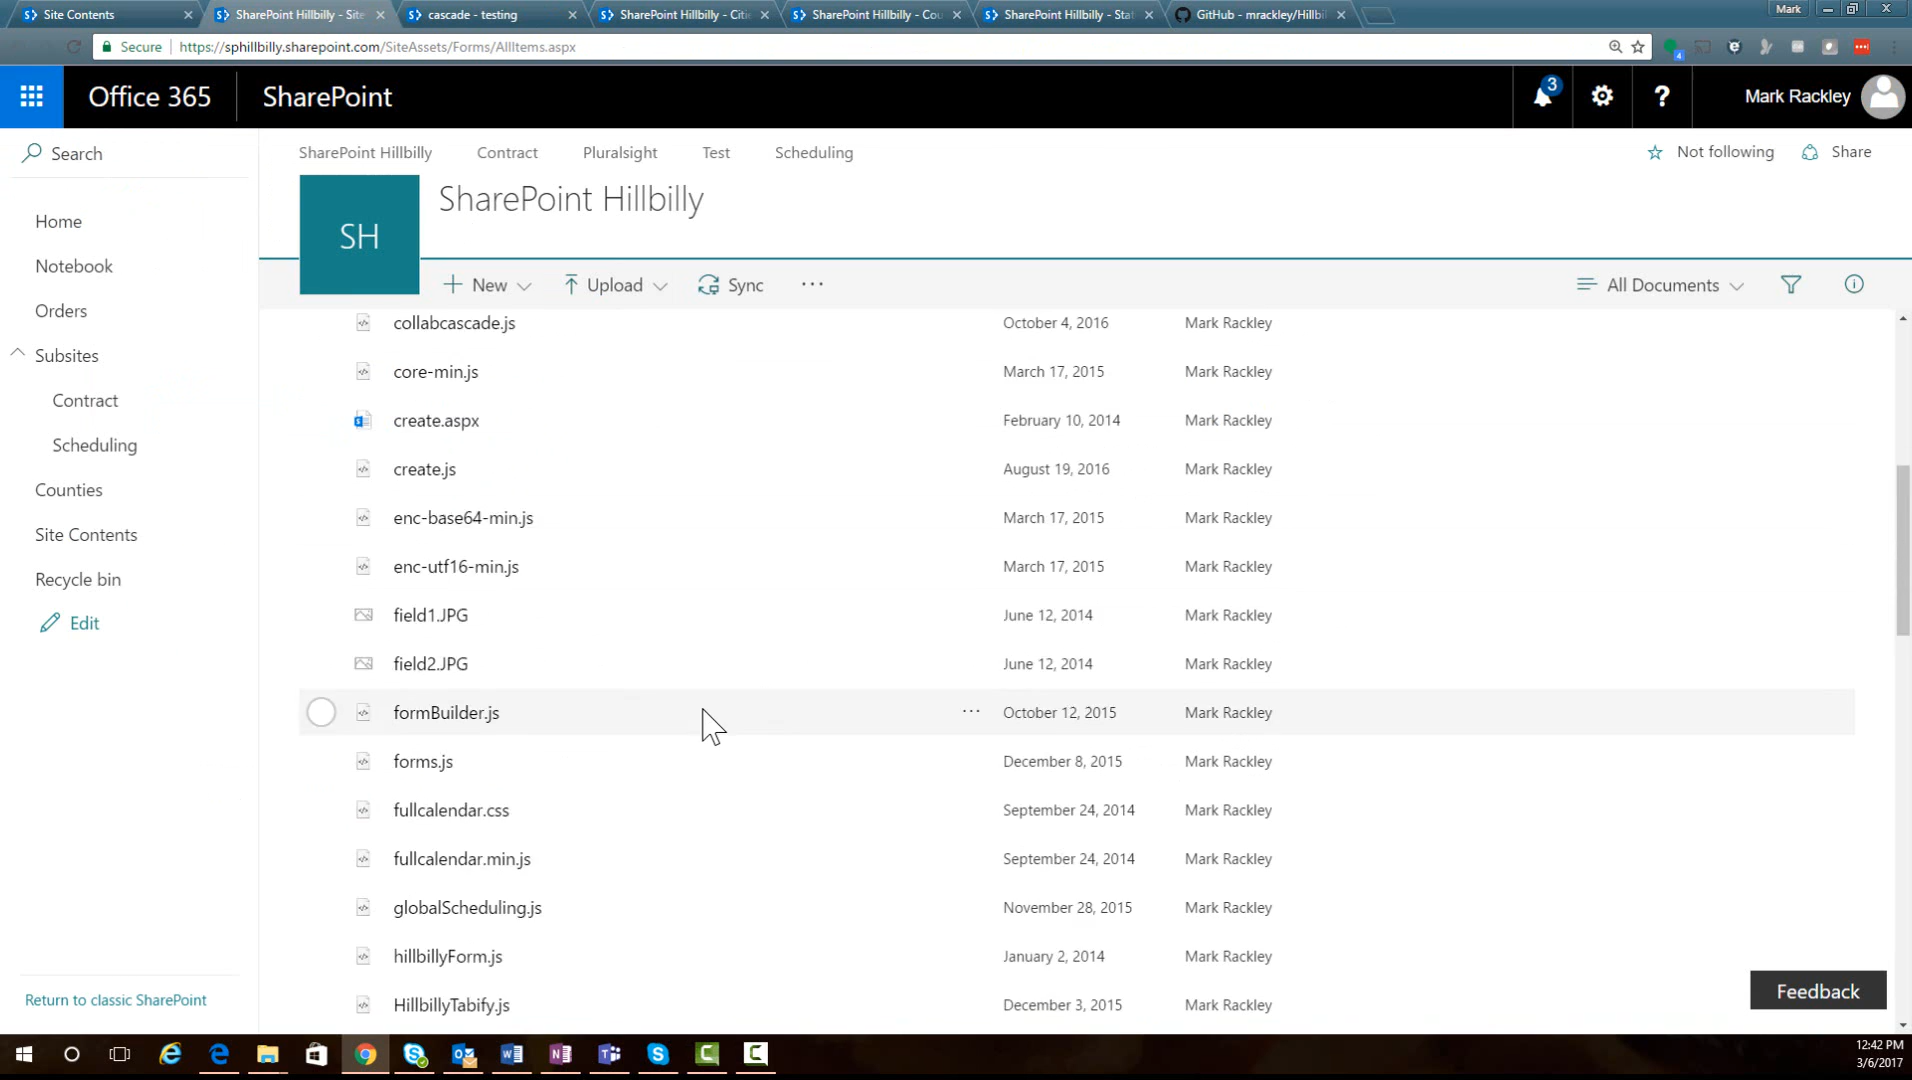 Site Contents
SharePoint Hillbilly - Site
cascade - testing
SharePoint Hillbilly - Citi
SharePoint Hillbilly - Cou
SharePoint Hillbilly - Stat
GitHub - mrackley/Hillbi
Mark
Secure
https://sphillbilly.sharepoint.com/SiteAssets/Forms/AllItems.aspx
4
Office 365
SharePoint
3
?
Mark Rackley
Search
SharePoint Hillbilly
Contract
Pluralsight
Test
Scheduling
Not following
Share
SH
SharePoint Hillbilly
New
Upload
Sync
...
All Documents
Home
Notebook
Orders
Subsites
Contract
Scheduling
Counties
Site Contents
Recycle bin
Edit
Return to classic SharePoint
collabcascade.js October 4, 2016 Mark Rackley
core-min.js March 17, 2015 Mark Rackley
create.aspx February 10, 2014 Mark Rackley
create.js August 19, 2016 Mark Rackley
enc-base64-min.js March 17, 2015 Mark Rackley
enc-utf16-min.js March 17, 2015 Mark Rackley
field1.JPG June 12, 2014 Mark Rackley
field2.JPG June 12, 2014 Mark Rackley
formBuilder.js ... October 12, 2015 Mark Rackley
forms.js December 8, 2015 Mark Rackley
fullcalendar.css September 24, 2014 Mark Rackley
fullcalendar.min.js September 24, 2014 Mark Rackley
globalScheduling.js November 28, 2015 Mark Rackley
hillbillyForm.js January 2, 2014 Mark Rackley
HillbillyTabify.js December 3, 2015 Mark Rackley
Feedback
12:42 PM
3/6/2017